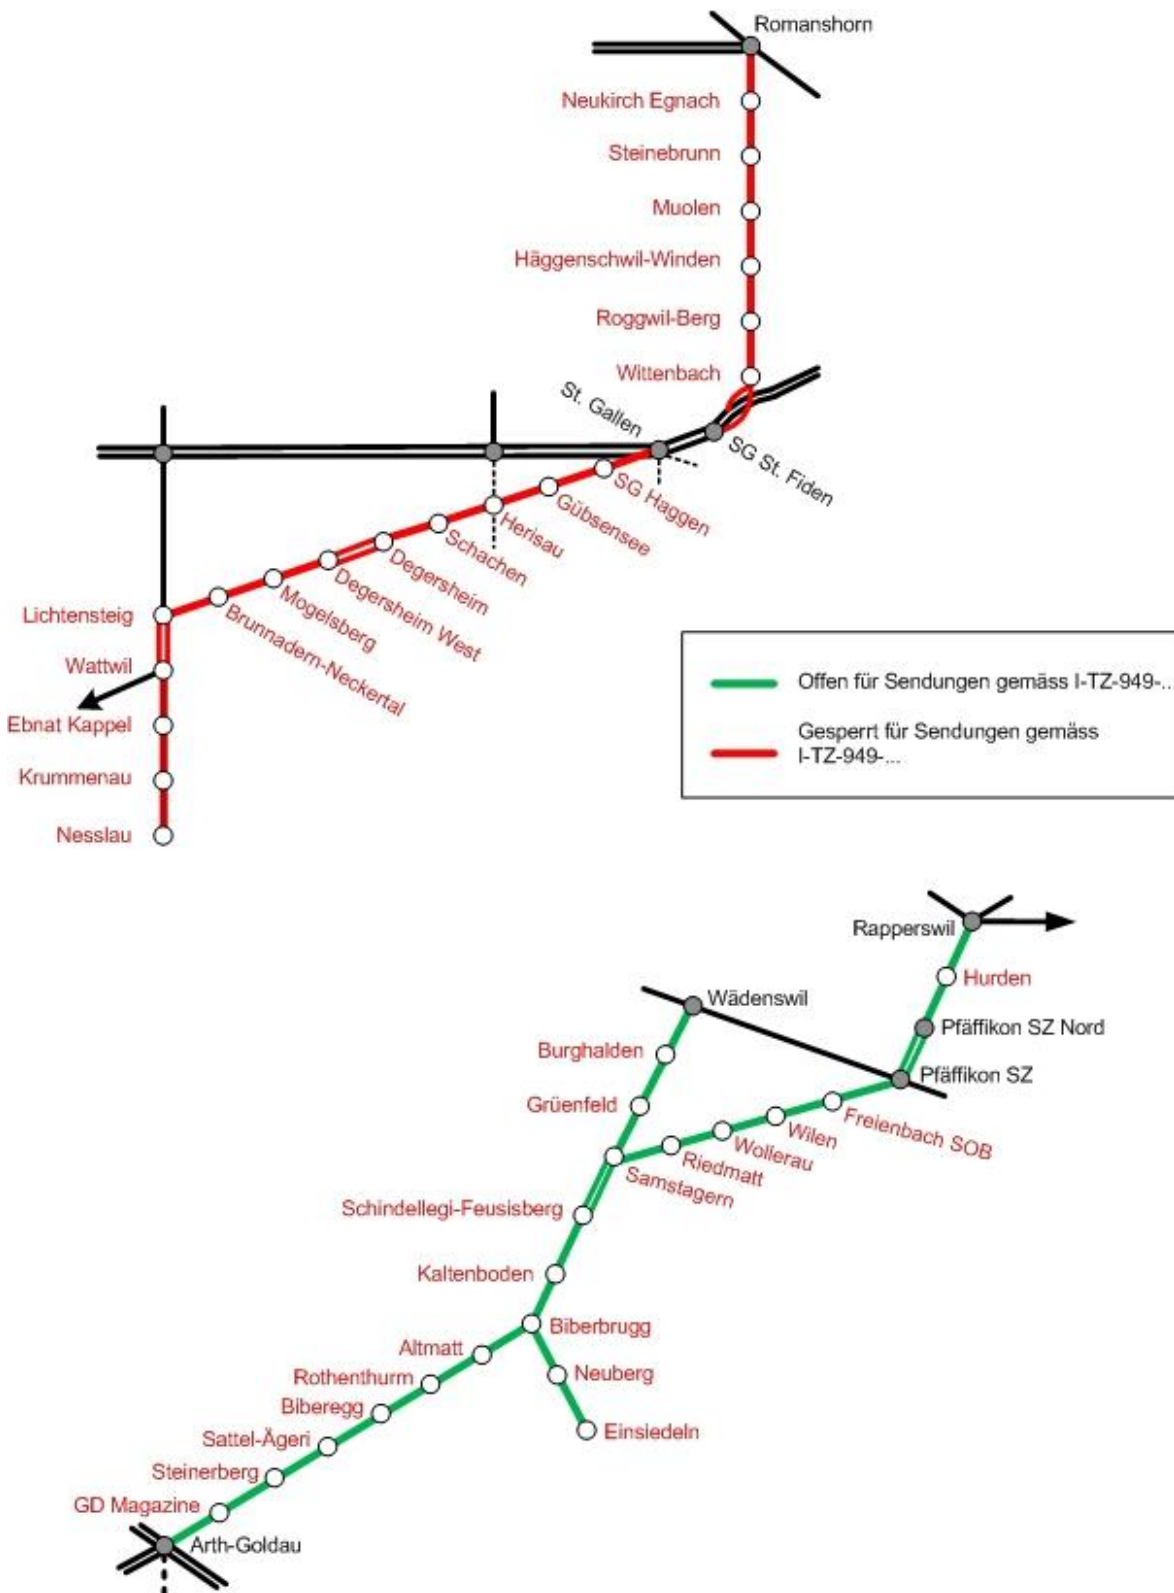 Romanshorn
Neukirch Egnach
Steinebrunn
Muolen
Häggenschwil-Winden
Roggwil-Berg
Wittenbach
St. Gallen
SG St. Fiden
SG Haggen
Gübsensee
Herisau
Schachen
Degersheim
Degersheim West
Mogelsberg
Brunnadern-Neckertal
Lichtensteig
Wattwil
Ebnat Kappel
Krummenau
Nesslau
Offen für Sendungen gemäss I-TZ-949-...
Gesperrt für Sendungen gemäss
I-TZ-949-...
Rapperswil
Hurden
Wädenswil
Pfäffikon SZ Nord
Burghalden
Pfäffikon SZ
Grüenfeld
Freienbach SOB
Wilen
Wollerau
Riedmatt
Samstagern
Schindellegi-Feusisberg
Kaltenboden
Biberbrugg
Altmatt
Neuberg
Rothenthurm
Biberegg
Einsiedeln
Sattel-Ägeri
Steinerberg
GD Magazine
Arth-Goldau